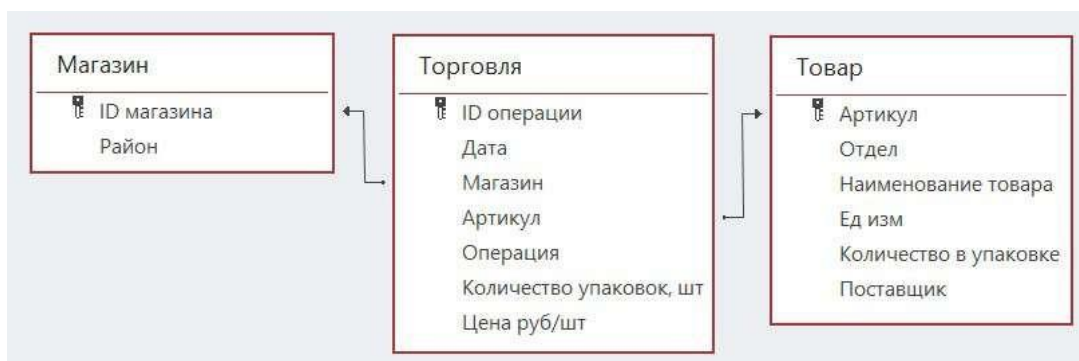 Магазин
ID магазина
Район
Торговля
ID операции
Дата
Магазин
Артикул
Операция
Количество упаковок, шт
Цена руб/шт
Товар
Артикул
Отдел
Наименование товара
Ед изм
Количество в упаковке
Поставщик